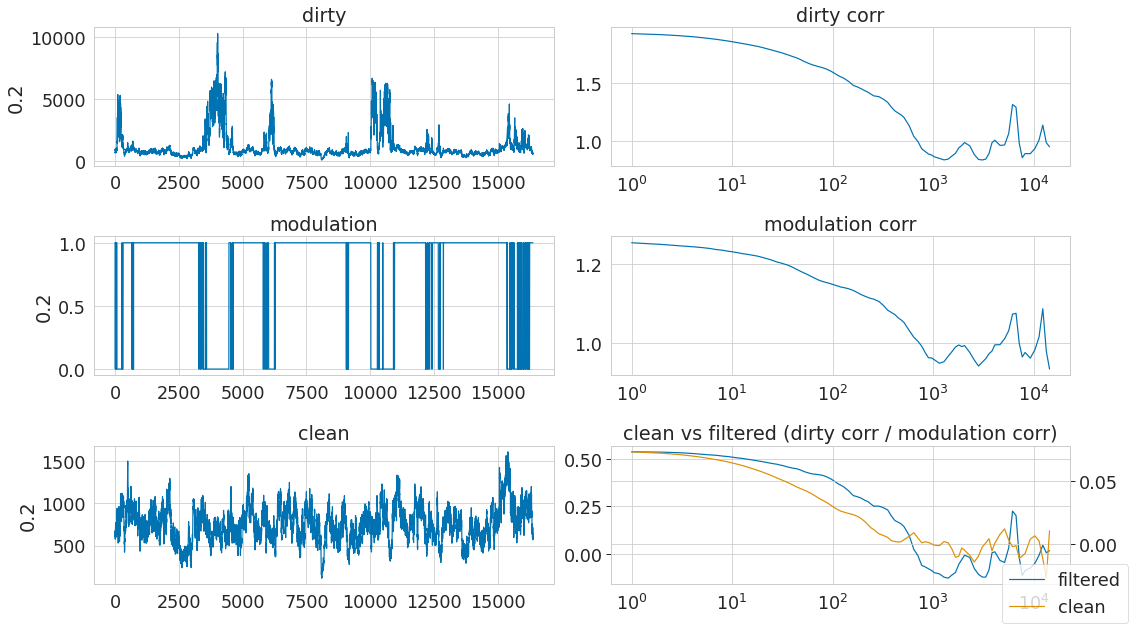 dirty
dirty corr
10000
5000
0
0.2
0 2500 5000 7500 10000 12500 15000
1.5
1.0
10⁰ 10¹ 10² 10³ 10⁴
modulation
modulation corr
1.0
0.5
0.0
0.2
0 2500 5000 7500 10000 12500 15000
1.2
1.0
10⁰ 10¹ 10² 10³ 10⁴
clean
clean vs filtered (dirty corr / modulation corr)
1500
1000
500
0.2
0 2500 5000 7500 10000 12500 15000
0.50
0.25
0.00
0.05
0.00
10⁰ 10¹ 10² 10³ 10⁴
filtered
clean